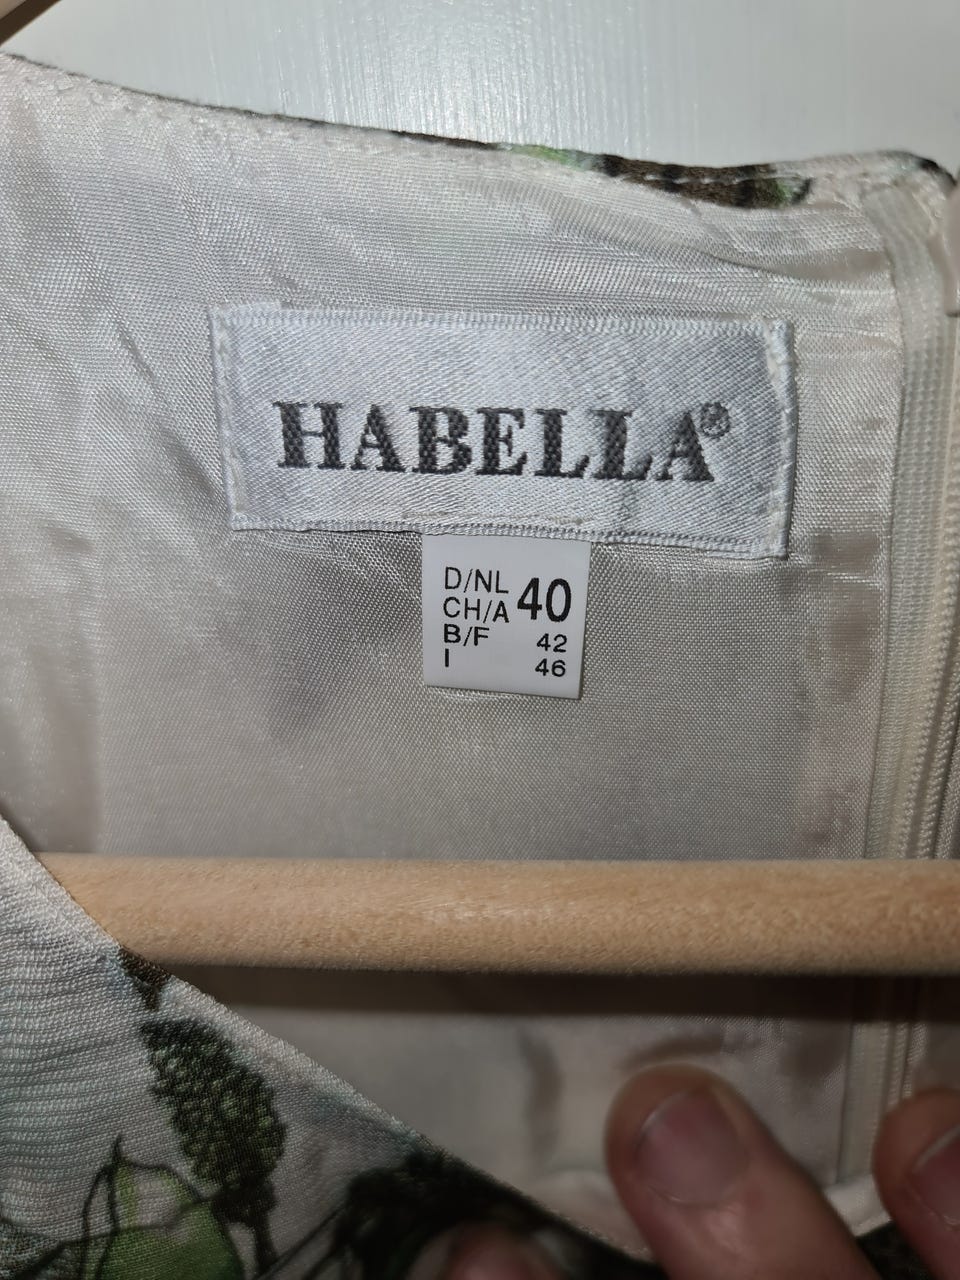 HABELLA®
D/NL
CH/A 40
B/F 42
I 46